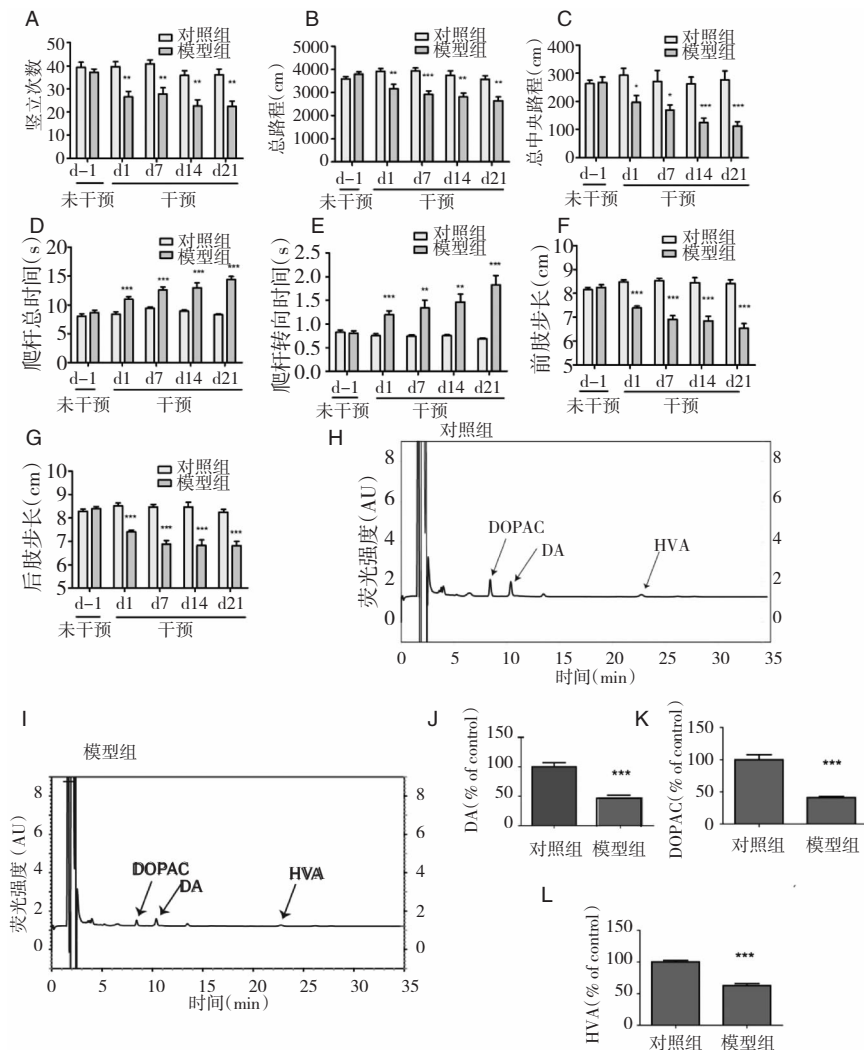 A
对照组
模型组
竖立次数
50
40
30
20
10
0
**
**
**
**
d-1 d1 d7 d14 d21
未干预 干预
B
对照组
模型组
总路程(cm)
6000
5000
4000
3000
2000
1000
0
**
***
**
**
d-1 d1 d7 d14 d21
未干预 干预
C
对照组
模型组
总中央路程(cm)
400
300
200
100
0
*
*
***
***
d-1 d1 d7 d14 d21
未干预 干预
D
对照组
模型组
爬杆总时间(s)
20
15
10
5
0
***
***
***
***
d-1 d1 d7 d14 d21
未干预 干预
E
对照组
模型组
爬杆转向时间(s)
2.5
2.0
1.5
1.0
0.5
0.0
***
**
**
***
d-1 d1 d7 d14 d21
未干预 干预
F
对照组
模型组
前肢步长(cm)
10
9
8
7
6
5
***
***
***
***
d-1 d1 d7 d14 d21
未干预 干预
G
对照组
模型组
后肢步长(cm)
10
9
8
7
6
5
***
***
***
***
d-1 d1 d7 d14 d21
未干预 干预
H
对照组
荧光强度(AU)
8
6
4
2
0
8
6
4
2
0
DOPAC
DA
HVA
0 5 10 15 20 25 30 35
时间(min)
I
模型组
荧光强度(AU)
8
6
4
2
0
8
6
4
2
0
DOPAC
DA
HVA
0 5 10 15 20 25 30 35
时间(min)
J
DA(% of control)
150
100
50
0
***
对照组 模型组
K
DOPAC(% of control)
150
100
50
0
***
对照组 模型组
L
HVA(% of control)
150
100
50
0
***
对照组 模型组